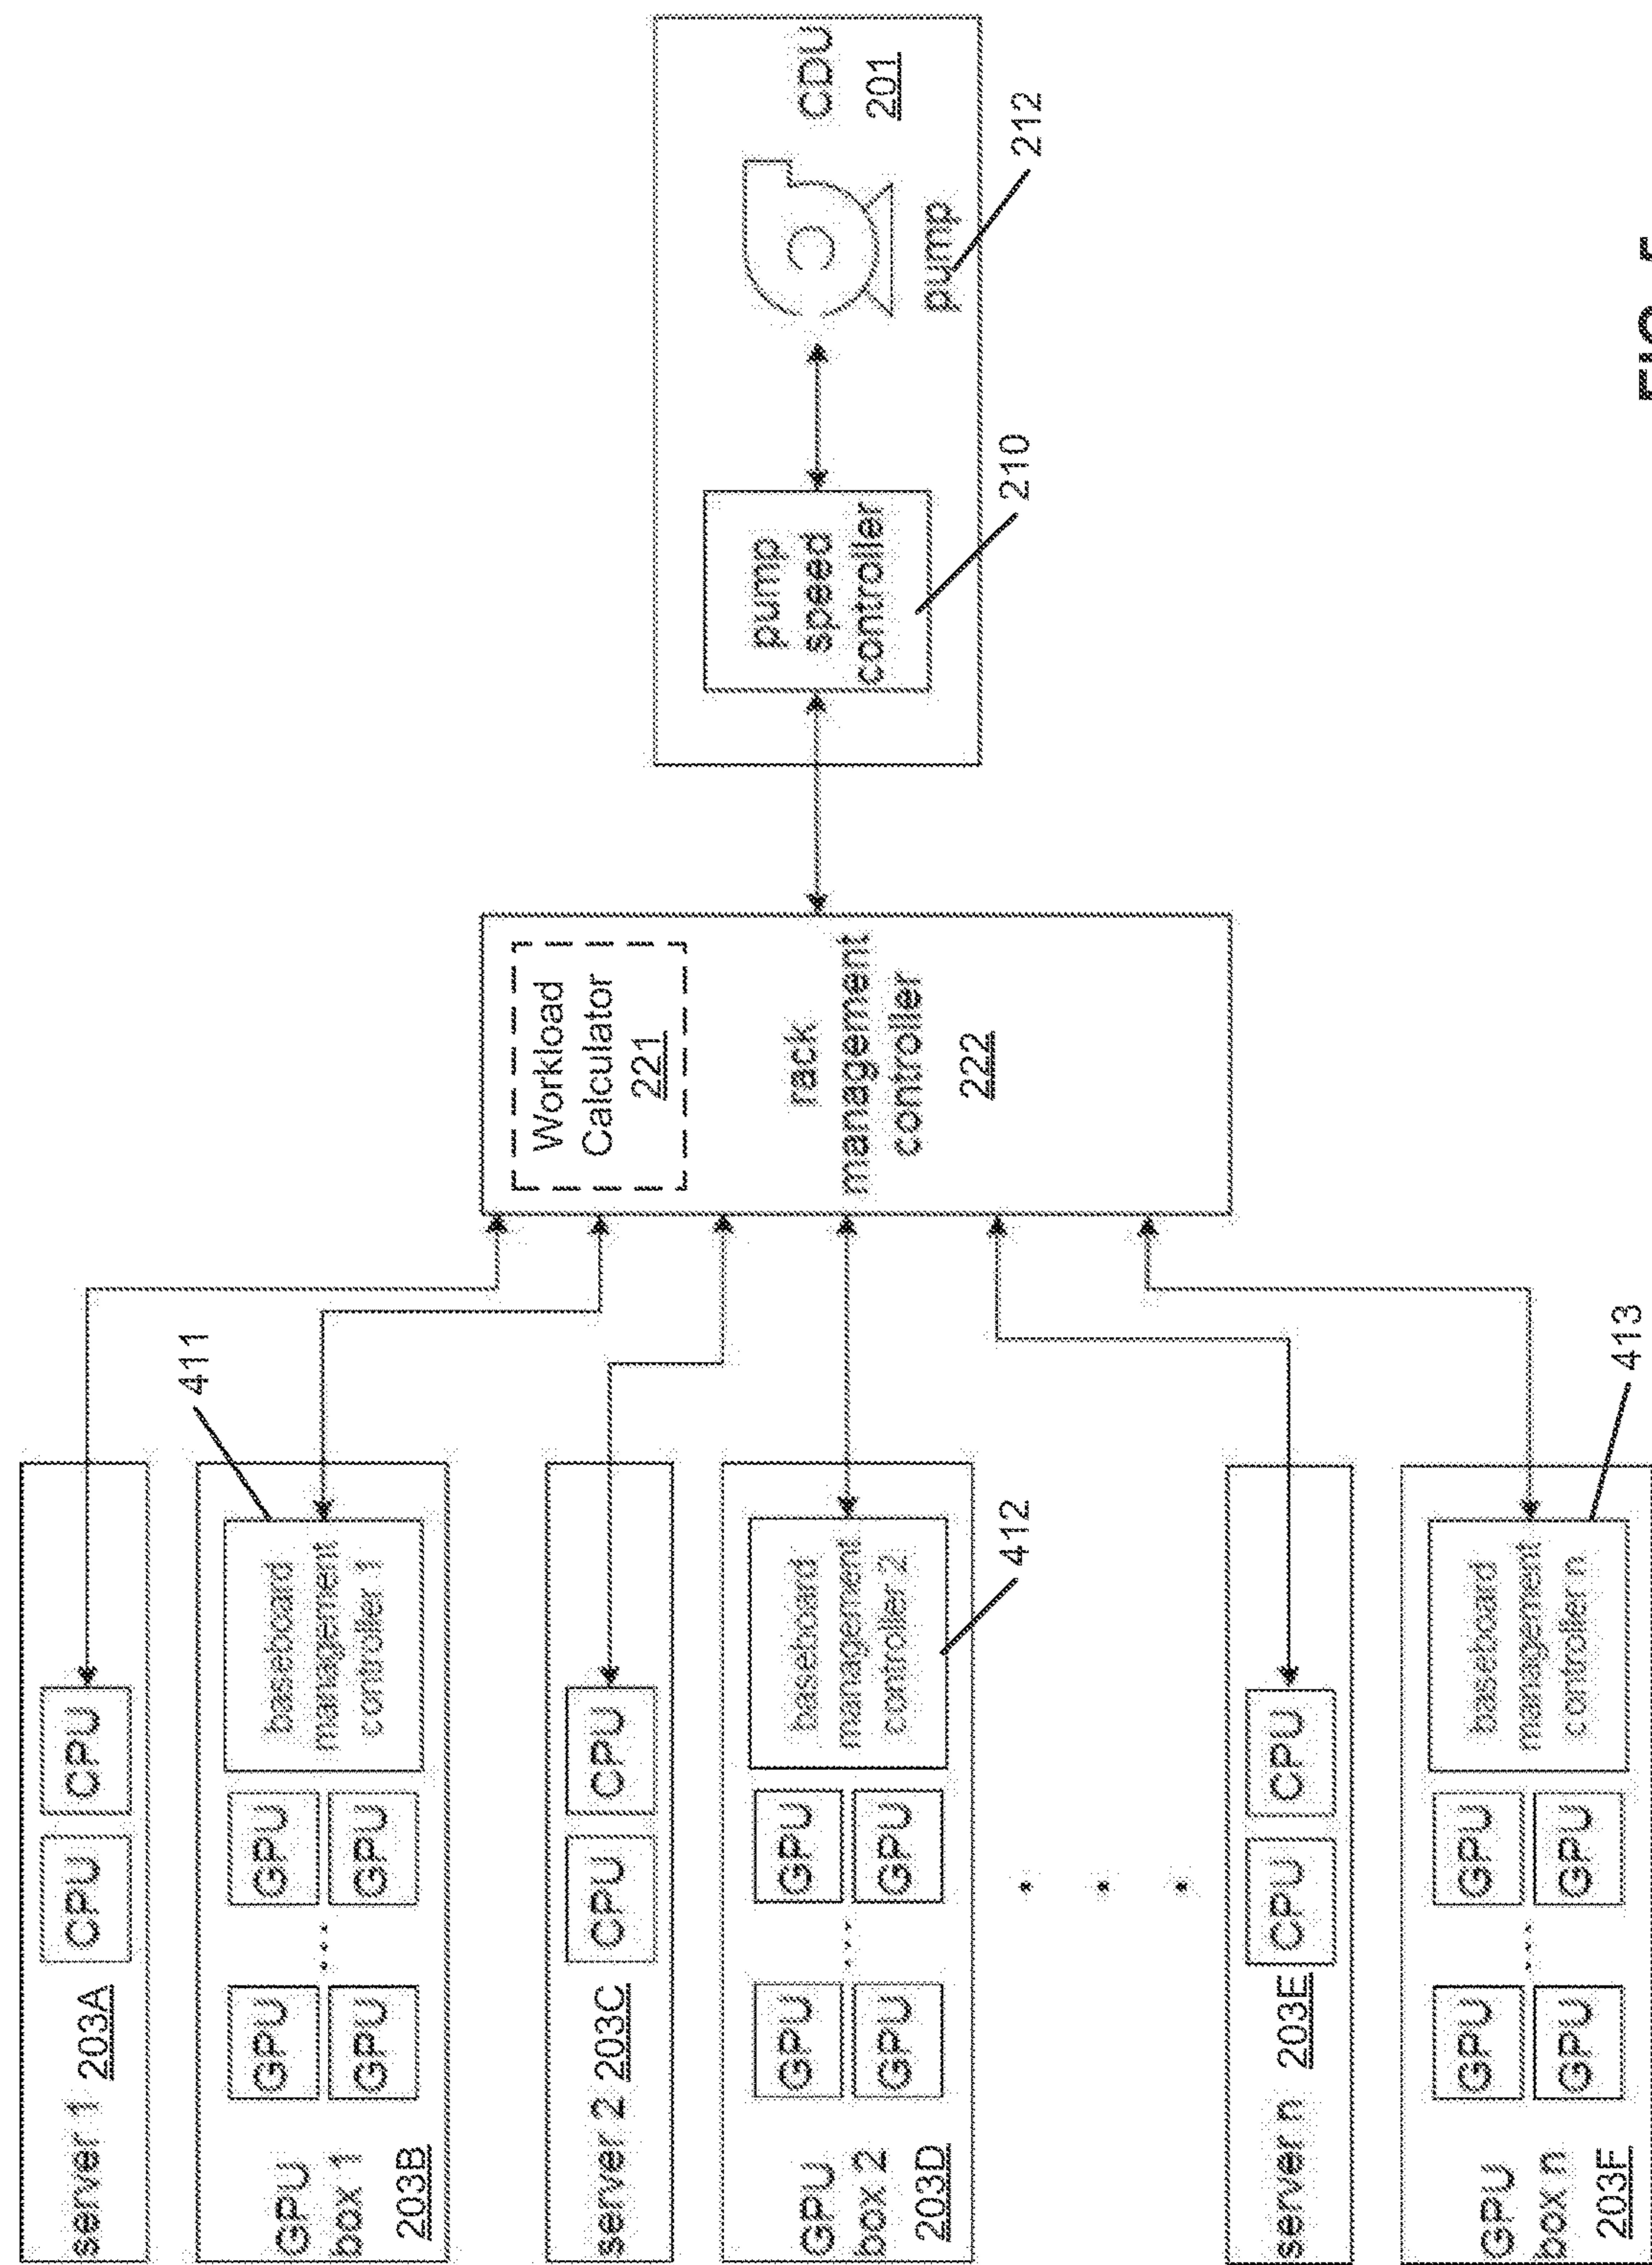 server 1 203A
CPU
CPU
GPU
box 1
203B
GPU
GPU
...
GPU
GPU
baseboard
management
controller 1
411
server 2 203C
CPU
CPU
GPU
box 2
203D
GPU
GPU
...
GPU
GPU
baseboard
management
controller 2
412
server n 203E
CPU
CPU
GPU
box n
203F
GPU
GPU
...
GPU
GPU
baseboard
management
controller n
413
Workload
Calculator
221
rack
management
controller
222
pump
speed
controller
210
pump
212
CDU
201